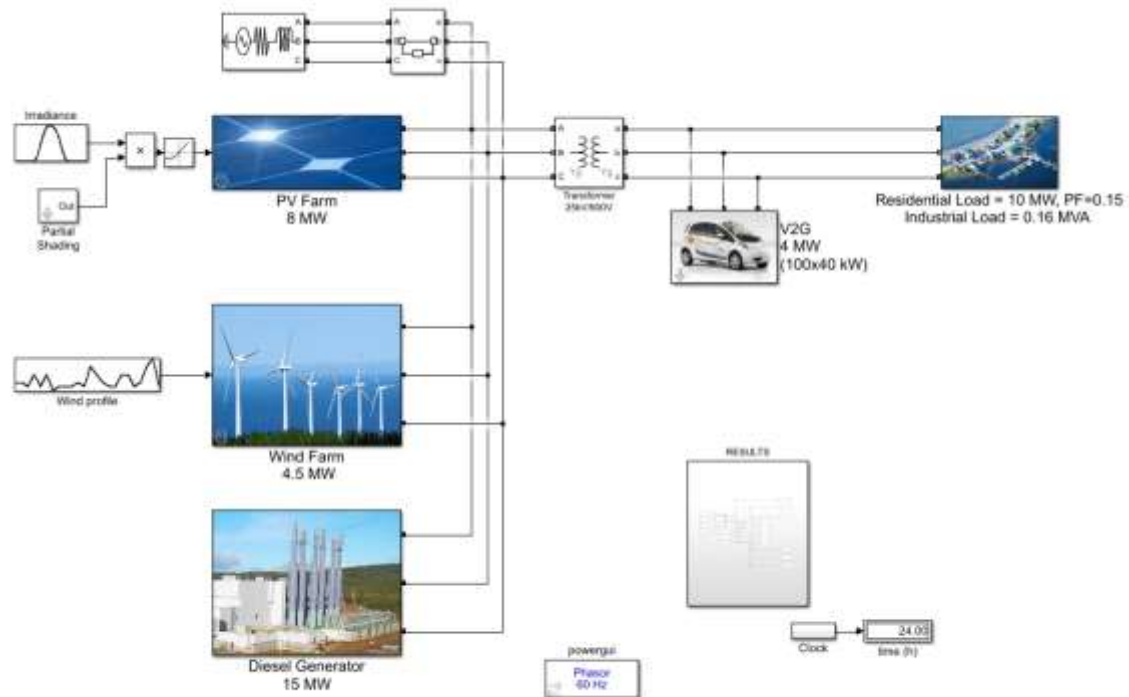 A
B
C
A
B
C
a
b
c
Irradiance
×
Out
Partial
Shading
PV Farm
8 MW
A
B
C
a
b
c
Transformer
25kV/600V
Residential Load = 10 MW, PF=0.15
Industrial Load = 0.16 MVA
V2G
4 MW
(100x40 kW)
Wind profile
Wind Farm
4.5 MW
RESULTS
Diesel Generator
15 MW
Clock
24.00
time (h)
powergui
Phasor
60 Hz